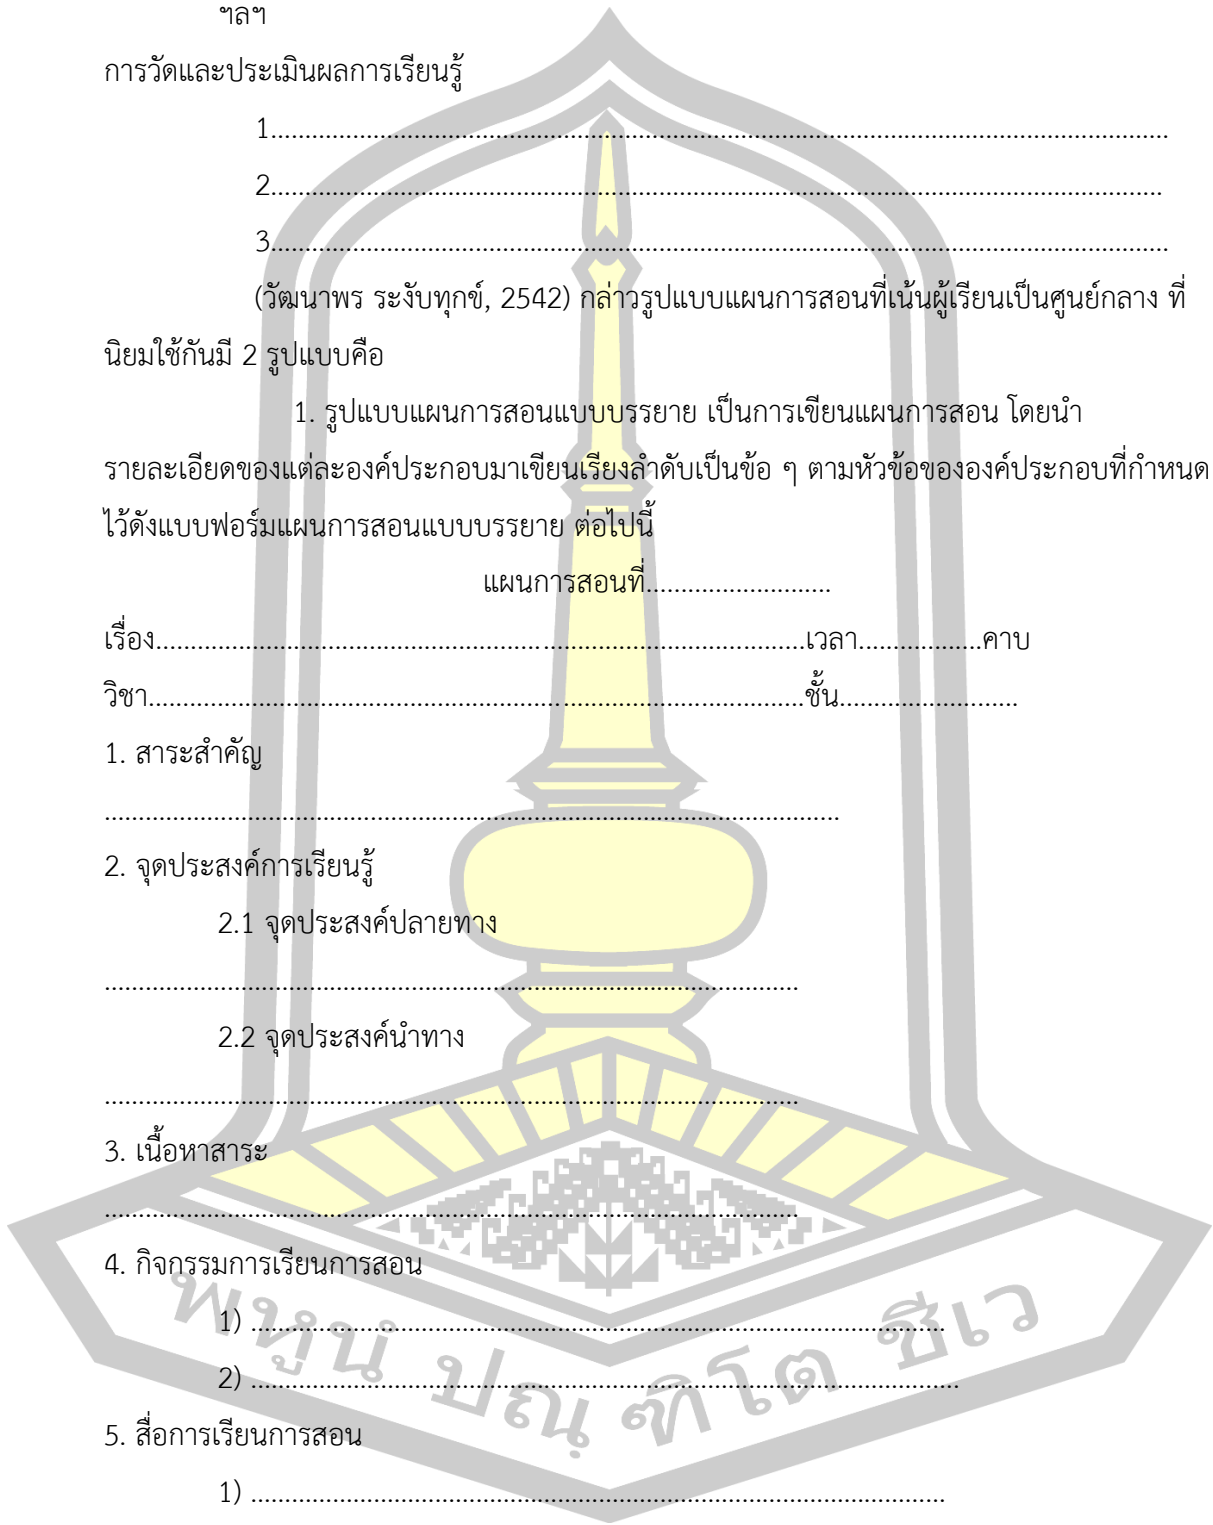 ฯลฯ
การวัดและประเมินผลการเรียนรู้
1....................................................................................................................................
2...................................................................................................................................
3....................................................................................................................................
(วัฒนาพร ระงับทุกข์, 2542) กล่าวรูปแบบแผนการสอนที่เน้นผู้เรียนเป็นศูนย์กลาง ที่
นิยมใช้กันมี 2 รูปแบบคือ
1. รูปแบบแผนการสอนแบบบรรยาย เป็นการเขียนแผนการสอน โดยนำ
รายละเอียดของแต่ละองค์ประกอบมาเขียนเรียงลำดับเป็นข้อ ๆ ตามหัวข้อขององค์ประกอบที่กำหนด
ไว้ดังแบบฟอร์มแผนการสอนแบบบรรยาย ต่อไปนี้
แผนการสอนที่...........................
เรื่อง...............................................................................................เวลา..................คาบ
วิชา................................................................................................ชั้น..........................
1. สาระสำคัญ
...........................................................................................................
2. จุดประสงค์การเรียนรู้
2.1 จุดประสงค์ปลายทาง
.....................................................................................................
2.2 จุดประสงค์นำทาง
.....................................................................................................
3. เนื้อหาสาระ
.....................................................................................................
4. กิจกรรมการเรียนการสอน
1) .....................................................................................................
2) .......................................................................................................
5. สื่อการเรียนการสอน
1) .....................................................................................................
พหูนํ ปณฺฑิโต ชีเว